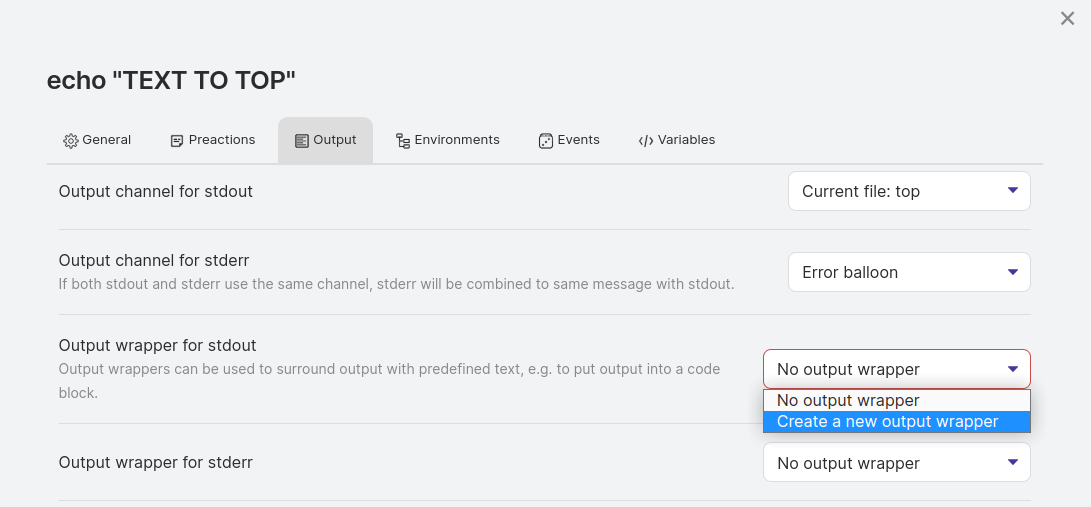 echo "TEXT TO TOP"
General Preactions Output Environments Events Variables
Output channel for stdout
Current file: top
Output channel for stderr
If both stdout and stderr use the same channel, stderr will be combined to same message with stdout.
Error balloon
Output wrapper for stdout
Output wrappers can be used to surround output with predefined text, e.g. to put output into a code
block.
No output wrapper
No output wrapper
Create a new output wrapper
Output wrapper for stderr
No output wrapper